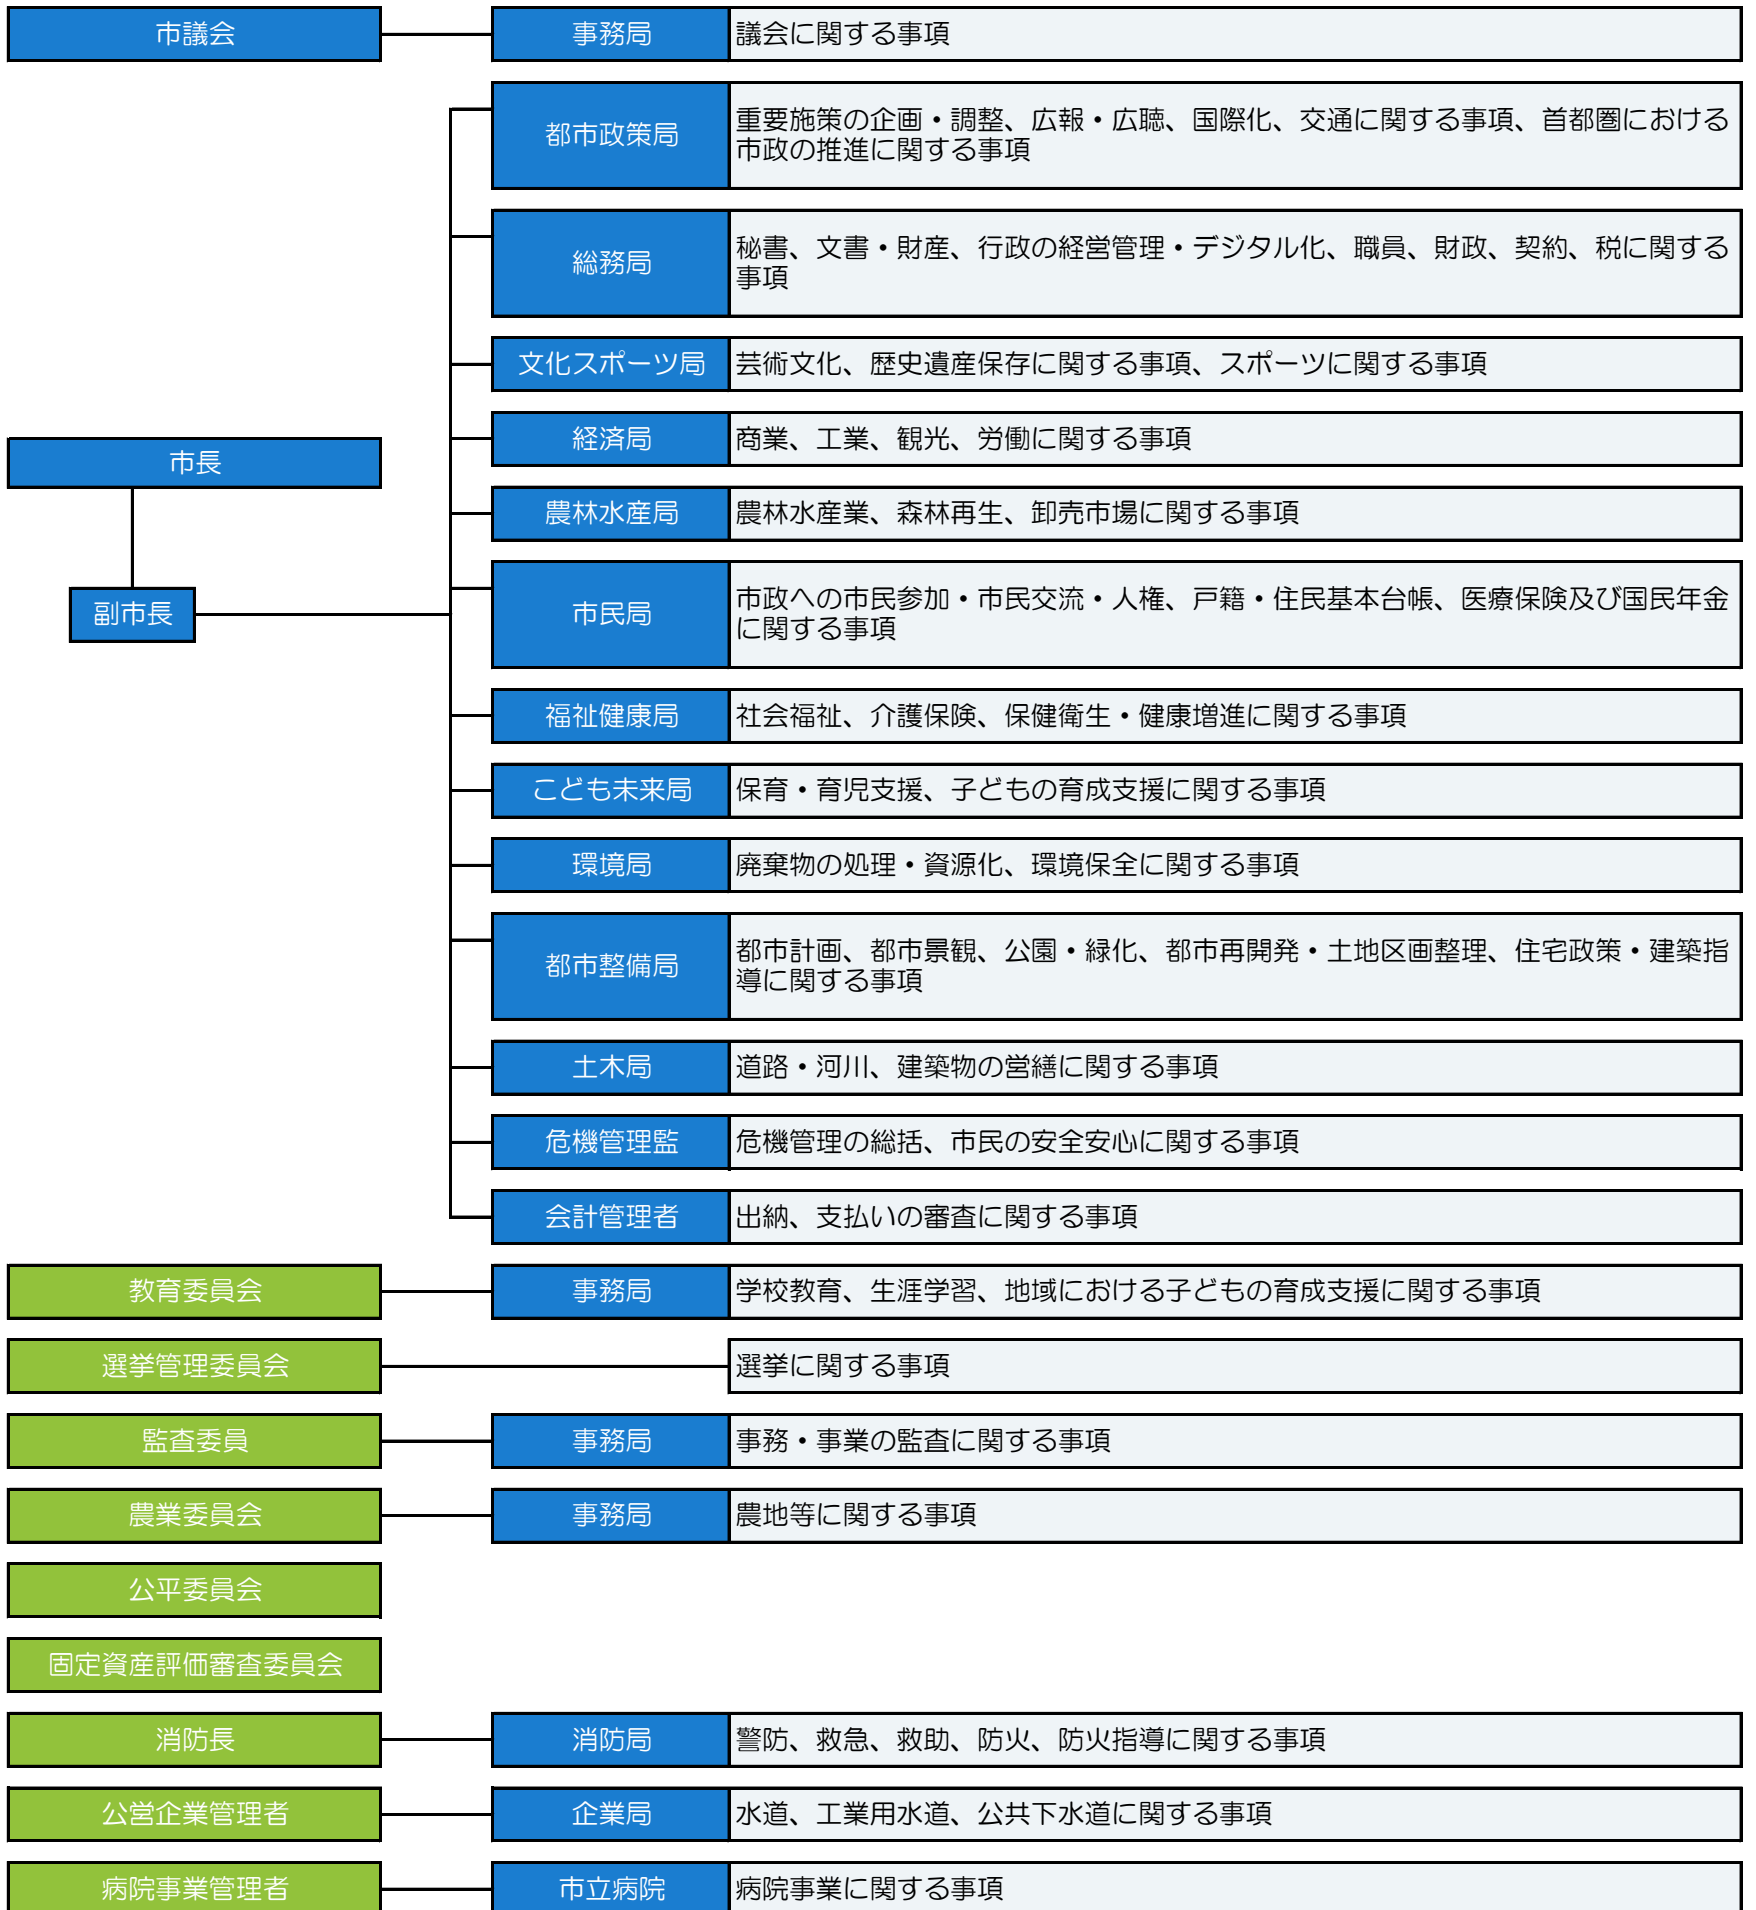 市議会
事務局
議会に関する事項
都市政策局
重要施策の企画・調整、広報・広聴、国際化、交通に関する事項、首都圏における
市政の推進に関する事項
総務局
秘書、文書・財産、行政の経営管理・デジタル化、職員、財政、契約、税に関する
事項
文化スポーツ局
芸術文化、歴史遺産保存に関する事項、スポーツに関する事項
経済局
商業、工業、観光、労働に関する事項
市長
農林水産局
農林水産業、森林再生、卸売市場に関する事項
副市長
市民局
市政への市民参加・市民交流・人権、戸籍・住民基本台帳、医療保険及び国民年金
に関する事項
福祉健康局
社会福祉、介護保険、保健衛生・健康増進に関する事項
こども未来局
保育・育児支援、子どもの育成支援に関する事項
環境局
廃棄物の処理・資源化、環境保全に関する事項
都市整備局
都市計画、都市景観、公園・緑化、都市再開発・土地区画整理、住宅政策・建築指
導に関する事項
土木局
道路・河川、建築物の営繕に関する事項
危機管理監
危機管理の総括、市民の安全安心に関する事項
会計管理者
出納、支払いの審査に関する事項
教育委員会
事務局
学校教育、生涯学習、地域における子どもの育成支援に関する事項
選挙管理委員会
選挙に関する事項
監査委員
事務局
事務・事業の監査に関する事項
農業委員会
事務局
農地等に関する事項
公平委員会
固定資産評価審査委員会
消防長
消防局
警防、救急、救助、防火、防火指導に関する事項
公営企業管理者
企業局
水道、工業用水道、公共下水道に関する事項
病院事業管理者
市立病院
病院事業に関する事項